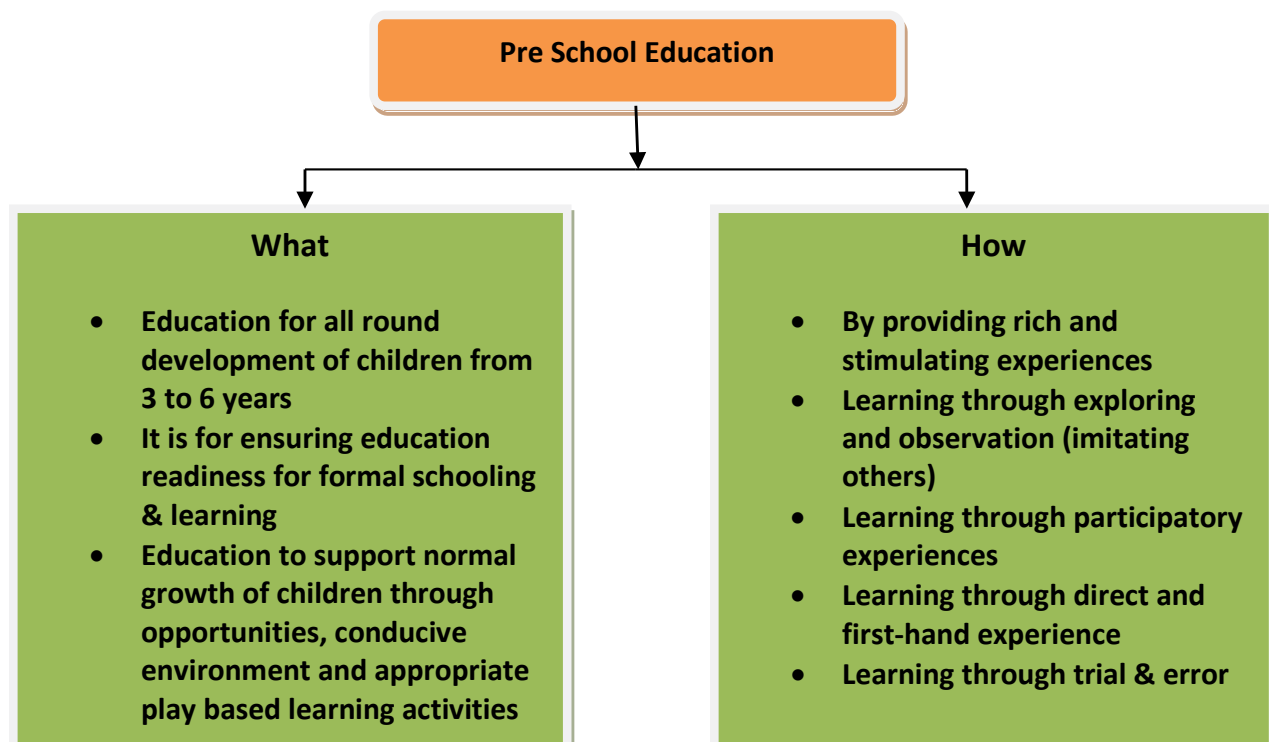 Pre School Education
What
• Education for all round
development of children from
3 to 6 years
• It is for ensuring education
readiness for formal schooling
& learning
• Education to support normal
growth of children through
opportunities, conducive
environment and appropriate
play based learning activities
How
• By providing rich and
stimulating experiences
• Learning through exploring
and observation (imitating
others)
• Learning through participatory
experiences
• Learning through direct and
first-hand experience
• Learning through trial & error